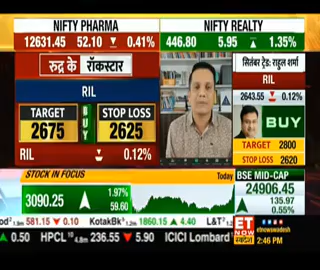 NIFTY PHARMA
12631.45 52.10 0.41%
NIFTY REALTY
446.80 5.95 1.35%
रुद्र के रॉकस्टार
RIL
TARGET
2675
BUY
STOP LOSS
2625
RIL 0.12%
सितंबर ट्रेड: राहुल शर्मा
RIL
2643.55 0.12%
BUY
TARGET 2800
STOP LOSS 2620
STOCK IN FOCUS
Today
3090.25 1.97%
59.60
BSE MID-CAP
24906.45
135.97
0.55%
581.15 0.10 KotakBk 1860.15 4.40 L&T
ET NOW
स्वदेश
etnowswadesh
2:46 PM
0.50 HPCL 236.55 5.90 ICICI Lombard